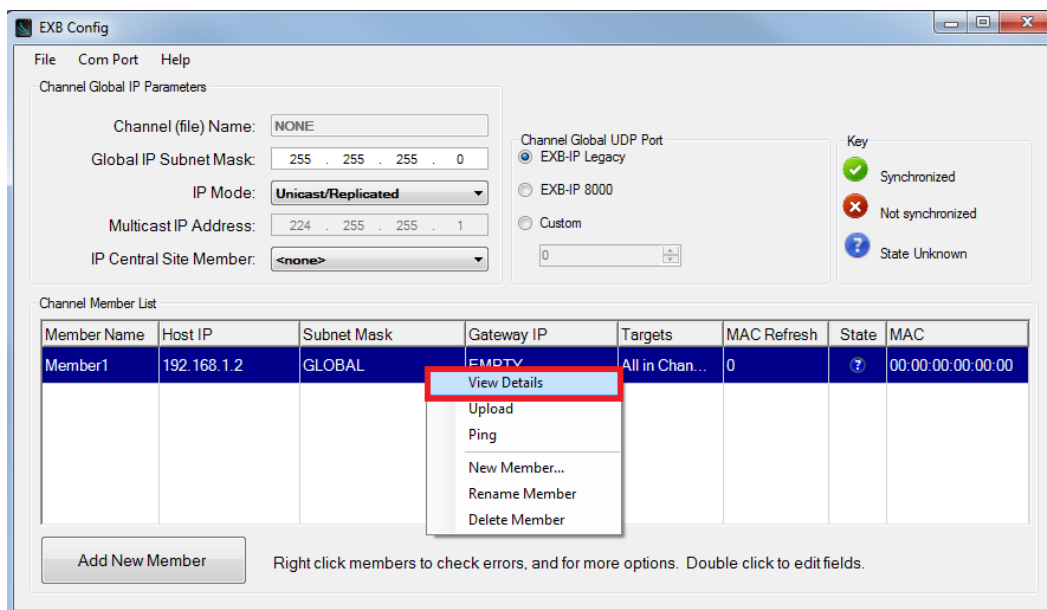 EXB Config
File Com Port Help
Channel Global IP Parameters
Channel (file) Name: NONE
Global IP Subnet Mask: 255 . 255 . 255 . 0
IP Mode: Unicast/Replicated
Multicast IP Address: 224 . 255 . 255 . 1
IP Central Site Member: <none>
Channel Global UDP Port
EXB-IP Legacy
EXB-IP 8000
Custom
0
Key
Synchronized
Not synchronized
State Unknown
Channel Member List
Member Name Host IP Subnet Mask Gateway IP Targets MAC Refresh State MAC
Member1 192.168.1.2 GLOBAL EMPTY All in Chan... 0 ? 00:00:00:00:00:00
View Details
Upload
Ping
New Member...
Rename Member
Delete Member
Add New Member
Right click members to check errors, and for more options. Double click to edit fields.